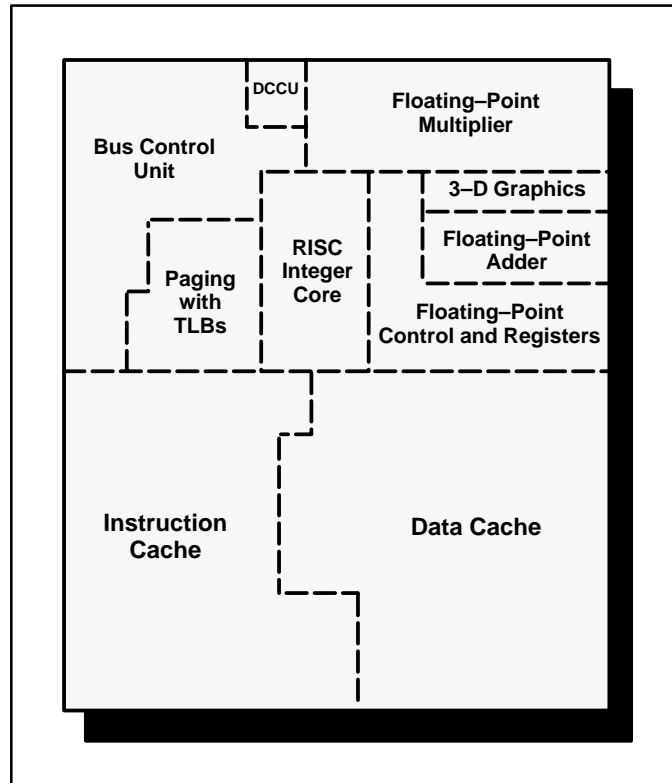 DCCU
Floating–Point
Multiplier
Bus Control
Unit
3–D Graphics
RISC
Integer
Core
Floating–Point
Adder
Paging
with
TLBs
Floating–Point
Control and Registers
Instruction
Cache
Data Cache